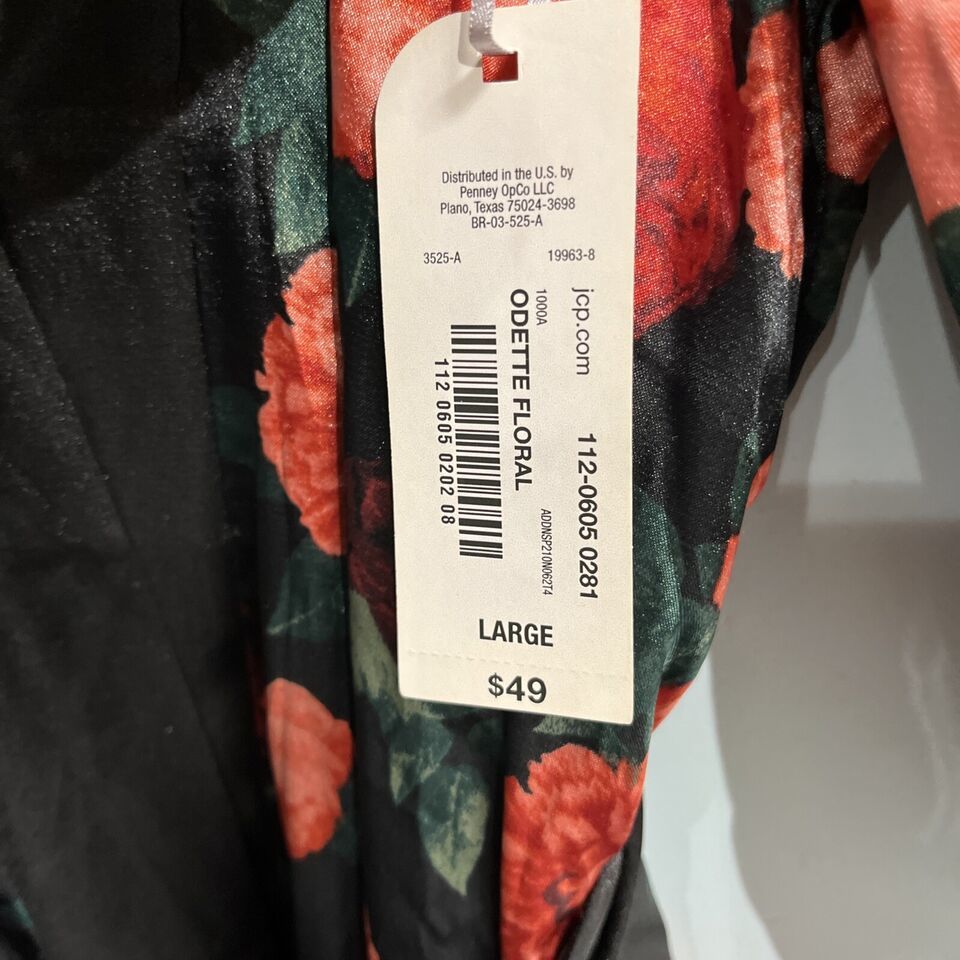 Distributed in the U.S. by
Penney OpCo LLC
Plano, Texas 75024-3698
BR-03-525-A
3525-A 19963-8
jcp.com 112-0605 0281
1000A
ADDNSP210N062T4
ODETTE FLORAL
112 0605 0202 08
LARGE
$49